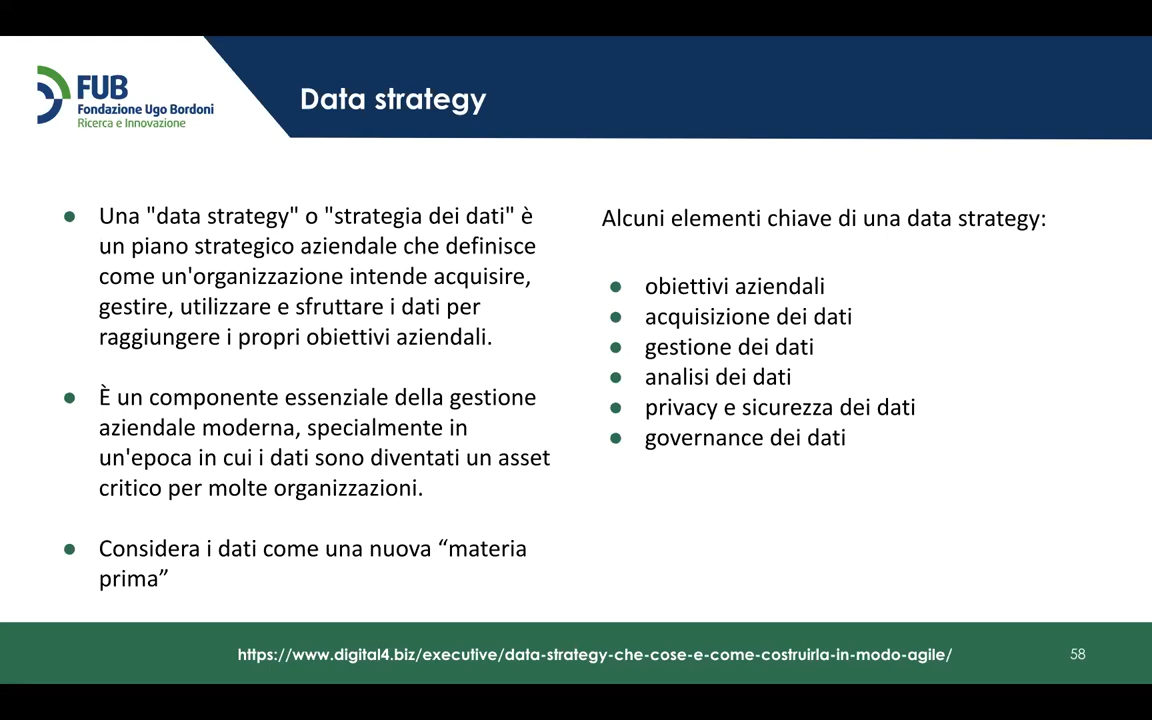 FUB
Fondazione Ugo Bordoni
Ricerca e Innovazione
Data strategy
● Una "data strategy" o "strategia dei dati" è
un piano strategico aziendale che definisce
come un'organizzazione intende acquisire,
gestire, utilizzare e sfruttare i dati per
raggiungere i propri obiettivi aziendali.
● È un componente essenziale della gestione
aziendale moderna, specialmente in
un'epoca in cui i dati sono diventati un asset
critico per molte organizzazioni.
● Considera i dati come una nuova “materia
prima”
Alcuni elementi chiave di una data strategy:
● obiettivi aziendali
● acquisizione dei dati
● gestione dei dati
● analisi dei dati
● privacy e sicurezza dei dati
● governance dei dati
https://www.digital4.biz/executive/data-strategy-che-cose-e-come-costruirla-in-modo-agile/
58